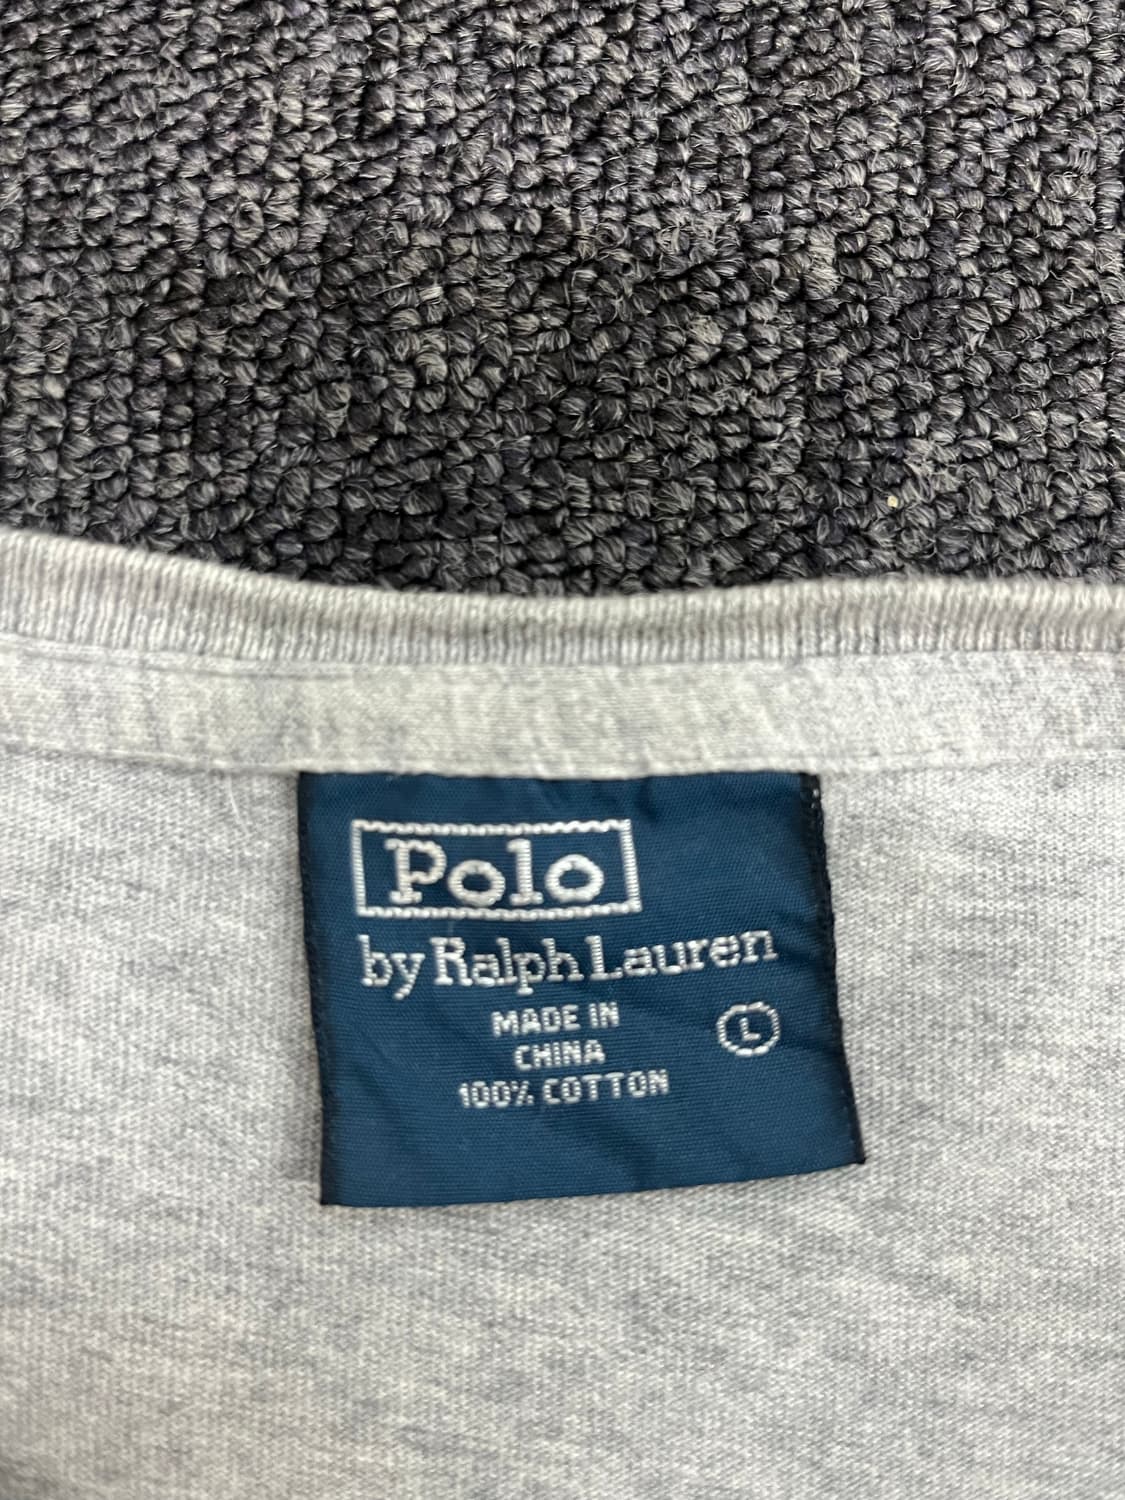 Polo
by Ralph Lauren
MADE IN
CHINA
100% COTTON
L